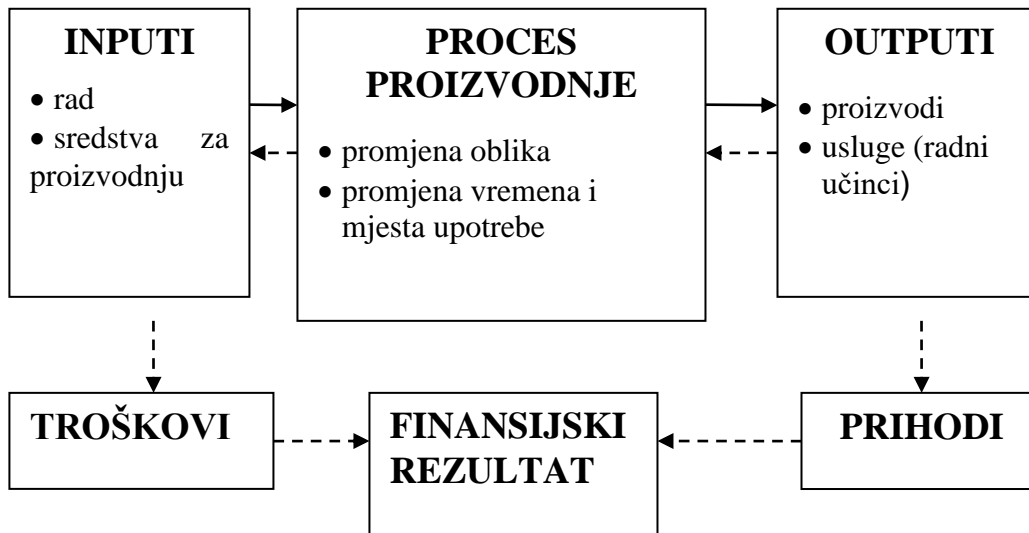 INPUTI
• rad
• sredstva za
proizvodnju
PROCES
PROIZVODNJE
• promjena oblika
• promjena vremena i
mjesta upotrebe
OUTPUTI
• proizvodi
• usluge (radni
učinci)
TROŠKOVI
FINANSIJSKI
REZULTAT
PRIHODI